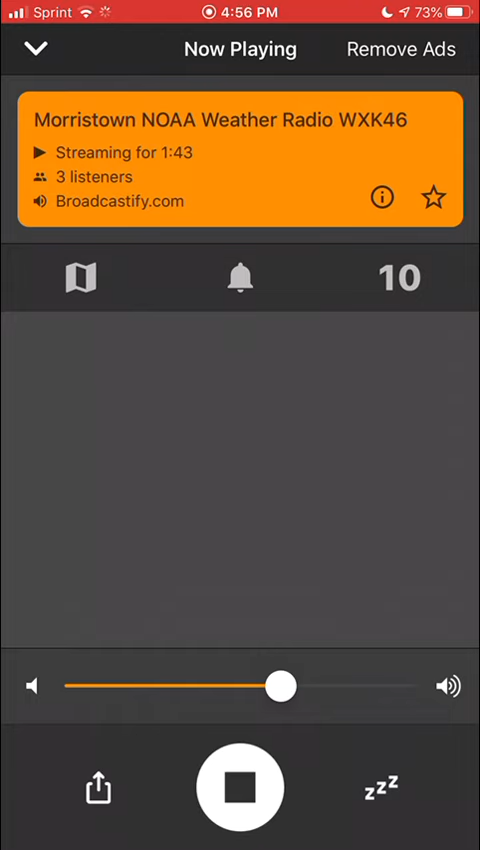 Sprint 4:56 PM 73%
Now Playing Remove Ads
Morristown NOAA Weather Radio WXK46
Streaming for 1:43
3 listeners
Broadcastify.com
10
zzz